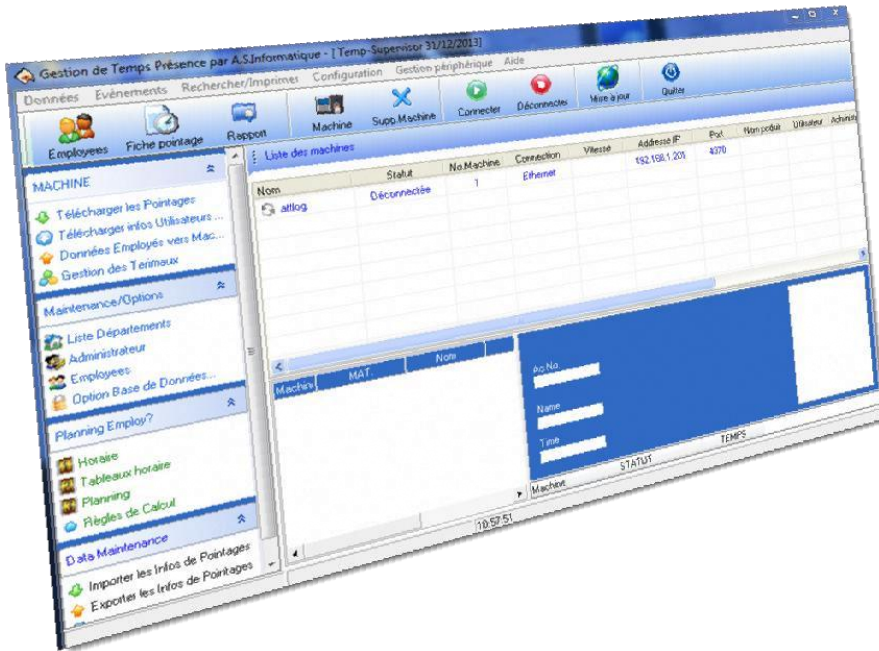 Gestion de Temps Présence par A.S.Informatique - [Temp-Supervisor 31/12/2013]
Données Evénements Rechercher/Imprimer Configuration Gestion périphérique Aide
Employees Fiche pointage Rapport Machine Supp.Machine Connecter Déconnecter Mise à jour Quitter
MACHINE
Télécharger les Pointages
Télécharger infos Utilisateurs ...
Données Employés vers Mac...
Gestion des Terimaux
Maintenance/Options
Liste Départements
Administrateur
Employees
Option Base de Données...
Planning Employ?
Horaire
Tableaux horaire
Planning
Règles de Calcul
Data Maintenance
Importer les Infos de Pointages
Exporter les Infos de Pointages
Liste des machines
Nom Statut No.Machine Connection Vitesse Addresse IP Port Nom poduit Utilisateur Administ
attlog Déconnectée 1 Ethernet 192.168.1.201 4370
Machine MAT. Nom
Ac No.
Name
Time
Machine STATUT TEMPS
10:57:51